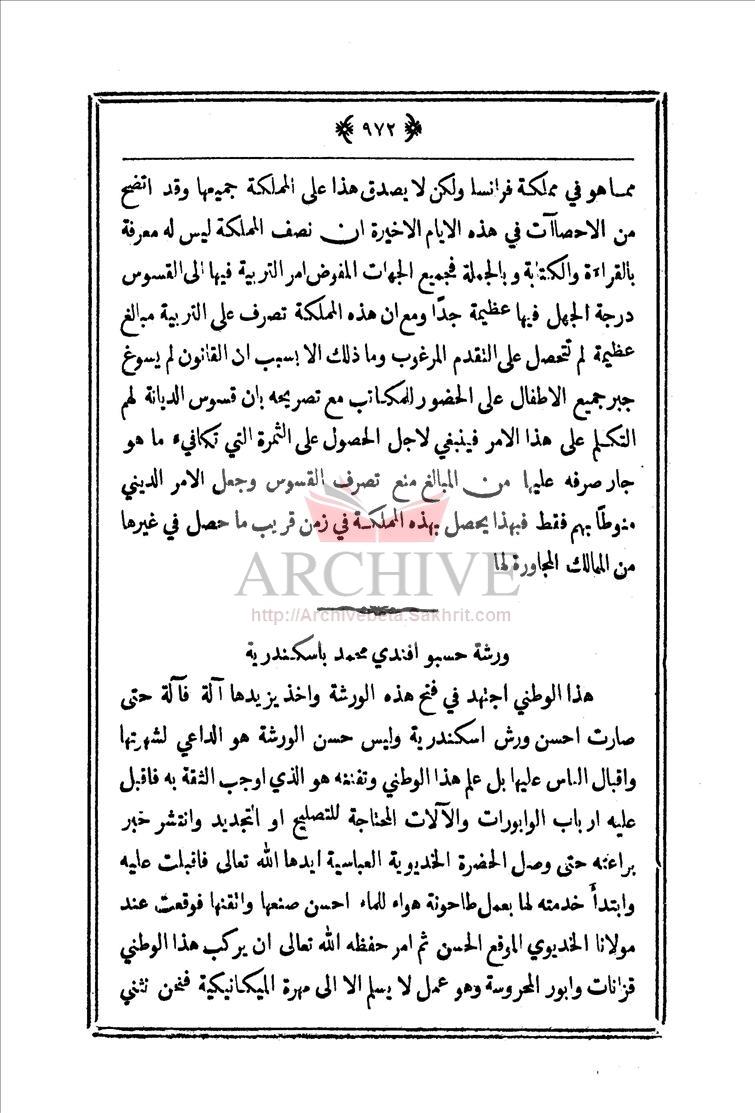 ﴿ ٩٧٢ ﴾
مما هو في مملكة فرانسا ولكن لا يصدق هذا على المملكة جميعها وقد اتضح
من الاحصاآت في هذه الايام الاخيرة ان نصف المملكة ليس له معرفة
بالقراءة والكتابة وبالجملة فجميع الجهات المفوض امر التربية فيها الى القسوس
درجة الجهل فيها عظيمة جدًا ومع ان هذه المملكة تصرف على التربية مبالغ
عظيمة لم تتحصل على التقدم المرغوب وما ذلك الا بسبب ان القانون لم يسوغ
جبر جميع الاطفال على الحضور للمكاتب مع تصريحه بان قسوس الديانة لهم
التكلم على هذا الامر فينبغي لاجل الحصول على الثمرة التي تكافيء ما هو
جار صرفه عليها من المبالغ منع تصرف القسوس وجعل الامر الديني
منوطًا بهم فقط فبهذا يحصل بهذه المملكة في زمن قريب ما حصل في غيرها
من الممالك المجاورة لها
ARCHIVE
http://Archivebeta.Sakhrit.com
ورشة حسبو افندي محمد باسكندرية
هذا الوطني اجتهد في فتح هذه الورشة واخذ يزيدها آلة فآلة حتى
صارت احسن ورش اسكندرية وليس حسن الورشة هو الداعي لشهرتها
واقبال الناس عليها بل علم هذا الوطني وتفننه هو الذي اوجب الثقة به فاقبل
عليه ارباب الوابورات والآلات المحتاجة للتصليح او التجديد وانتشر خبر
براعته حتى وصل الحضرة الخديوية العباسية ايدها الله تعالى فاقبلت عليه
وابتدأ خدمته لها بعمل طاحونة هواء للماء احسن صنعها واتقنها فوقعت عند
مولانا الخديوي الموقع الحسن ثم امر حفظه الله تعالى ان يركب هذا الوطني
قزانات وابور المحروسة وهو عمل لا يسلم الا الى مهرة الميكانيكية فنحن نثني